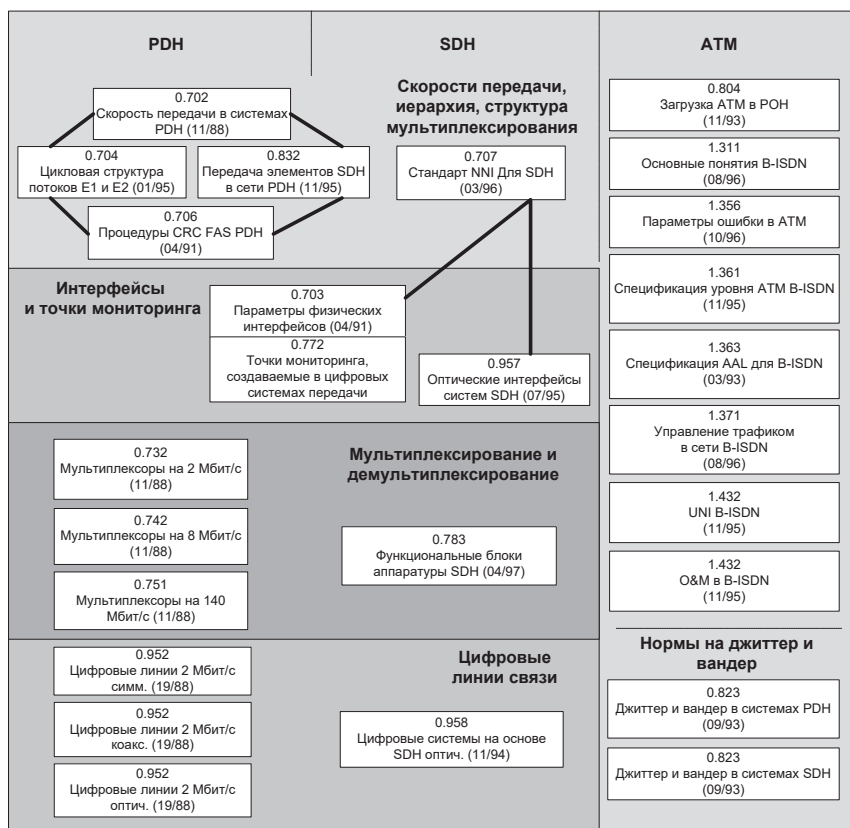 PDH
SDH
ATM
Скорости передачи,
иерархия, структура
мультиплексирования
0.702
Скорость передачи в системах
PDH (11/88)
0.704
Цикловая структура
потоков E1 и E2 (01/95)
0.832
Передача элементов SDH
в сети PDH (11/95)
0.706
Процедуры CRC FAS PDH
(04/91)
0.707
Стандарт NNI Для SDH
(03/96)
Интерфейсы
и точки мониторинга
0.703
Параметры физических
интерфейсов (04/91)
0.772
Точки мониторинга,
создаваемые в цифровых
системах передачи
0.957
Оптические интерфейсы
систем SDH (07/95)
Мультиплексирование и
демультиплексирование
0.732
Мультиплексоры на 2 Мбит/с
(11/88)
0.742
Мультиплексоры на 8 Мбит/с
(11/88)
0.751
Мультиплексоры на 140
Мбит/с (11/88)
0.783
Функциональные блоки
аппаратуры SDH (04/97)
Цифровые
линии связи
0.952
Цифровые линии 2 Мбит/с
симм. (19/88)
0.952
Цифровые линии 2 Мбит/с
коакс. (19/88)
0.952
Цифровые линии 2 Мбит/с
оптич. (19/88)
0.958
Цифровые системы на основе
SDH оптич. (11/94)
0.804
Загрузка ATM в POH
(11/93)
1.311
Основные понятия B-ISDN
(08/96)
1.356
Параметры ошибки в ATM
(10/96)
1.361
Спецификация уровня ATM B-ISDN
(11/95)
1.363
Спецификация AAL для B-ISDN
(03/93)
1.371
Управление трафиком
в сети B-ISDN
(08/96)
1.432
UNI B-ISDN
(11/95)
1.432
O&M в B-ISDN
(11/95)
Нормы на джиттер и
вандер
0.823
Джиттер и вандер в системах PDH
(09/93)
0.823
Джиттер и вандер в системах SDH
(09/93)